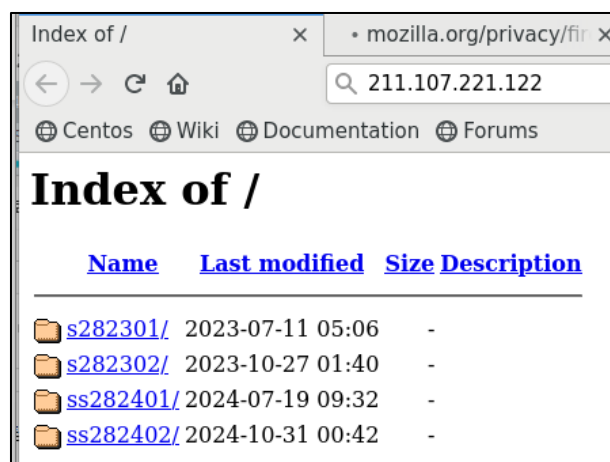 Index of / × • mozilla.org/privacy/fire ×
211.107.221.122
Centos Wiki Documentation Forums
Index of /
Name Last modified Size Description
s282301/ 2023-07-11 05:06 -
s282302/ 2023-10-27 01:40 -
ss282401/ 2024-07-19 09:32 -
ss282402/ 2024-10-31 00:42 -